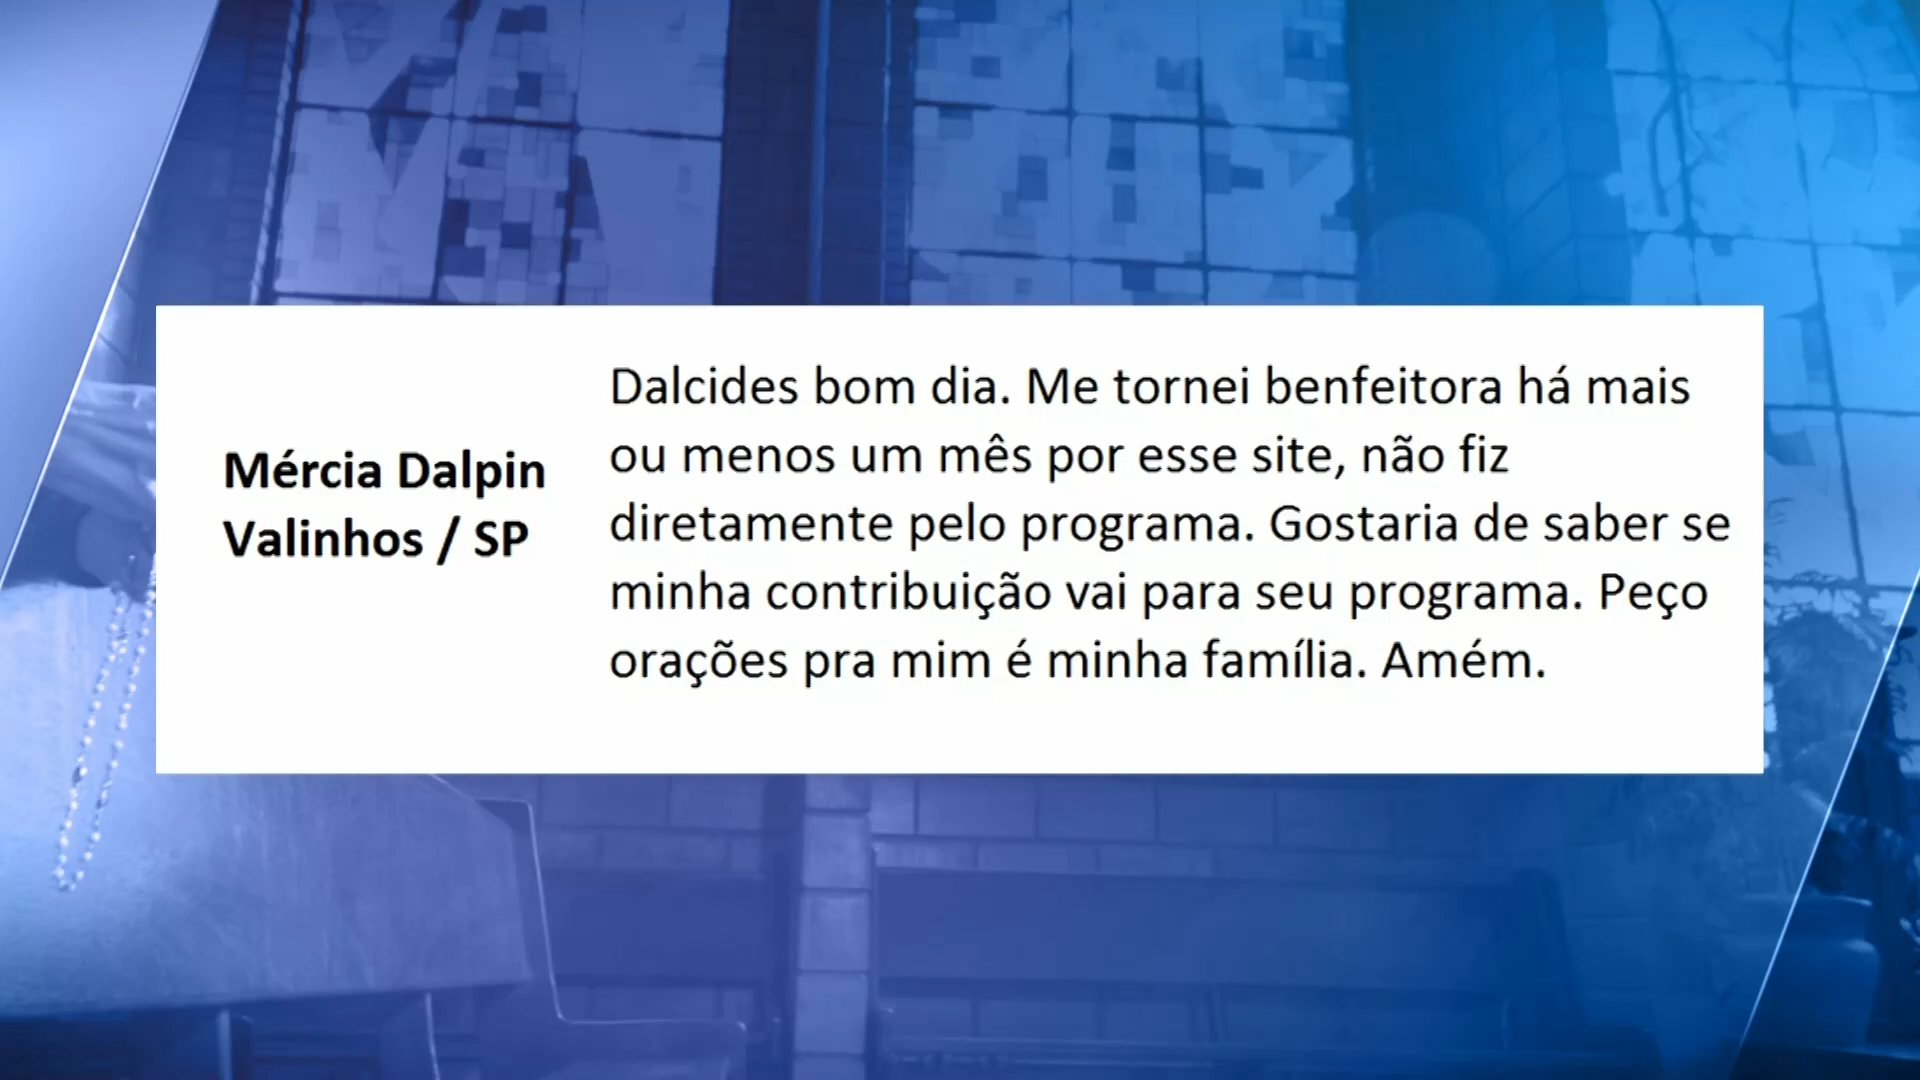 Mércia Dalpin
Valinhos / SP
Dalcides bom dia. Me tornei benfeitora há mais
ou menos um mês por esse site, não fiz
diretamente pelo programa. Gostaria de saber se
minha contribuição vai para seu programa. Peço
orações pra mim é minha família. Amém.